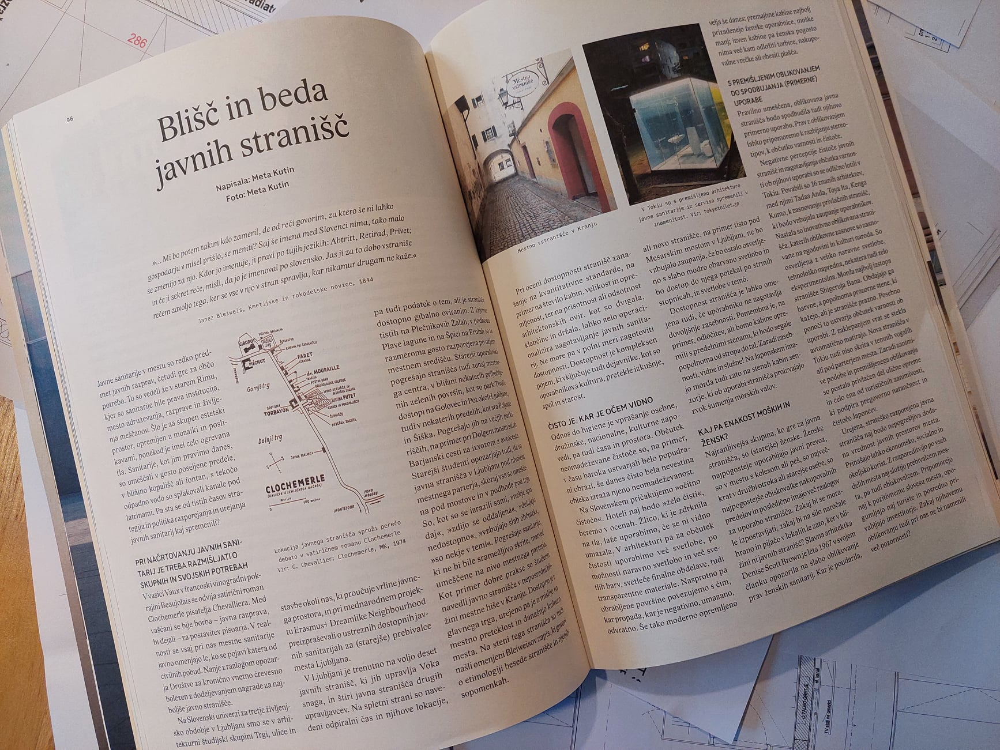 286
96
Blišč in beda
javnih stranišč
Napisala: Meta Kutin
Foto: Meta Kutin
»... Mi bo potem takim kdo zameril, de od reči govorim, za ktero še ni lahko
gospodarju v misel prišlo, se meniti? Saj še imena med Slovenci nima, tako malo
se zmenijo za njo. Kdor jo imenuje, ji pravi po tujih jezikih: Abtritt, Retirad, Privet;
in če ji sekret reče, misli, da jo je imenoval po slovensko. Jas ji za to dobo vstraniše
rečem zavoljo tega, ker se vse v njo v stran spravlja, kar nikamur drugam ne kaže.«
Janez Bleiweis, Kmetijske in rokodelske novice, 1844
Javne sanitarije v mestu so redko pred-
met javnih razprav, četudi gre za občo
potrebo. To so vedeli že v starem Rimu,
kjer so sanitarije bile prava institucija,
mesto združevanja, razprave in življe-
nja meščanov. Šlo je za skupen estetski
prostor, opremljen z mozaiki in posli-
kavami, ponekod je imel celo ogrevana
tla. Sanitarije, kot jim pravimo danes,
so umeščali v gosto poseljene predele,
v bližino kopališč ali fontan, s tekočo
odpadno vodo so splakovali kanale pod
latrinami. Pa sta se od tistih časov stra-
tegija in politika razporejanja in urejanja
javnih sanitarij kaj spremenili?
PRI NAČRTOVANJU JAVNIH SANI-
TARIJ JE TREBA RAZMIŠLJATI O
SKUPNIH IN SVOJSKIH POTREBAH
V vasici Vaux v francoski vinogradni pok-
rajini Beaujolais se odvija satirični roman
Clochemerle pisatelja Chevalliera. Med
vaščani se bije borba – javna razprava,
bi dejali – za postavitev pisoarja. V real-
nosti se vsaj pri nas mestne sanitarije
javno omenjajo le, ko se pojavi katera od
civilnih pobud. Nanje z razlogom opozar-
ja Društvo za kronično vnetno črevesno
bolezen z dodeljevanjem nagrade za naj-
boljše javno stranišče.
Na Slovenski univerzi za tretje življenj-
sko obdobje v Ljubljani smo se v arhi-
tekturni študijski skupini Trgi, ulice in
GIRODOT
PIÉCHUT
Gornji trg
ŽUPANSTVO
FADET
LEKARNA
dr. MOURAILLE
TRAFIKA
POŠTNI URAD
BEAUJOLAISKE GALERIJE
JUSTINA PUTET
CERKEV IN POKOPALIŠČE
GOSTILNA
TORBAYON
ŽUPNIŠČE
MENIŠKA ZAGATA
Dolnji trg
JAVNA PRALNICA
CLOCHEMERLE
Merilo
0
100 metrov
MONTEJOUR
Lokacija javnega stranišča sproži perečo
debato v satiričnem romanu Clochemerle
Vir: G. Chevallier: Clochemerle, MK, 1974
stavbe okoli nas, ki proučuje vrline javne-
ga prostora, in pri mednarodnem projek-
tu Erasmus+ Dreamlike Neighbourhood
preizpraševali o ustreznih dostopnih jav-
nih sanitarijah za (starejše) prebivalce
mesta Ljubljana.
V Ljubljani je trenutno na voljo deset
javnih stranišč, ki jih upravlja Voka
snaga, in štiri javna stranišča drugih
upravljavcev. Na spletni strani so nave-
deni odpiralni čas in njihove lokacije,
pa tudi podatek o tem, ali je stranišče
dostopno gibalno oviranim. Z izjemo
tistih na Plečnikovih Žalah, v podhodu
Plave lagune in na Špici na Prulah so ta
razmeroma gosto razporejena po ožjem
mestnem središču. Starejši uporabniki
pogrešajo stranišča tudi zunaj mestne-
ga centra, v bližini nekaterih priljublje-
nih zelenih površin, kot so park Tivoli,
dostopi na Golovec in Pot okoli Ljubljane,
tudi v nekaterih predelih, kot sta Poljane
in Šiška. Pogrešajo jih na večjih parki-
riščih, na primer pri Dolgem mostu ali ob
Barjanski cesti za izvozom z avtoceste.
Starejši študenti opozarjajo tudi, da so
javna stranišča v Ljubljani pod nivojem
mestnega parterja, skoraj vsa so umešče-
na pod mostove in v podhode pod trgi.
So, kot so se izrazili sami, »nekje spo-
daj«, »zdijo se oddaljena«, »delujejo
nedostopno«, »vzbujajo slab občutek«,
»so nekje v temi«. Pogrešajo sanitarije,
ki ne bi bile sramežljivo skrite, marveč
umeščene na nivo mestnega parterja.
Kot primer dobre prakse so študenti
navedli javno stranišče v neposredni bli-
žini mestne hiše v Kranju. Dostopno je z
glavnega trga, urejeno pa je z mislijo na
mestno preteklost in današnjo kulturo
mesta. Na steni tega stranišča so tudi
našli omenjeni Bleiweisov zapis, ki govori
o etimologiji besede stranišče in njenih
sopomenkah.
Mestno
vstranišče
Mestno vstranišče v Kranju
V Tokiu so s premišljeno arhitekturo
javne sanitarije iz servisa spremenili v
znamenitost. Vir: tokyotoilet.jp
Pri oceni dostopnosti stranišč zana-
šanje na kvantitativne standarde, na
primer na število kabin, velikost in opre-
mljenost, ter na prisotnost ali odsotnost
arhitektonskih ovir, kot so dvigala,
klančine in držala, lahko zelo operaci-
onalizira zagotavljanje javnih sanita-
rij. Ne more pa v polni meri zagotoviti
dostopnosti. Dostopnost je kompleksen
pojem, ki vključuje tudi dejavnike, kot so
uporabnikova kultura, pretekle izkušnje,
spol in starost.
ČISTO JE, KAR JE OČEM VIDNO
Odnos do higiene je vprašanje osebne,
družinske, nacionalne, kulturne zapo-
vedi, pa tudi časa in prostora. Občutek
neomadeževane čistoče so, na primer,
v času baroka ustvarjali belo popudra-
ni obrazi, še danes čisto bela nevestina
obleka izraža njeno neomadeževanost.
Na Slovenskem pričakujemo »očitno
čistočo«. Hoteli naj bodo »zelo čisti«,
beremo v ocenah. Žlico, ki je zdrknila
na tla, laže uporabimo, če se ni vidno
umazala. V arhitekturi pa za občutek
čistosti uporabimo več svetlobe, po
možnosti naravno svetlobo in več sve-
tlih barv, svetleče finalne obdelave, tudi
transparentne materiale. Nasprotno pa
obrabljene površine povezujemo s čim,
kar propada, kar je negativno, umazano,
odvratno. Še tako moderno opremljeno
ali novo stranišče, na primer tisto pod
Mesarskim mostom v Ljubljani, ne bo
vzbujalo zaupanja, če bo ostalo osvetlje-
no s slabo modro obarvano svetlobo in
bo dostop do njega potekal po strmih
stopnicah, iz svetlobe v temó.
Dostopnost stranišča je lahko ome-
jena tudi, če uporabniku ne zagotavlja
dovoljšnje zasebnosti. Pomembna je, na
primer, odločitev, ali bomo kabine opre-
mili s predelnimi stenami, ki bodo segale
popolnoma od stropa do tal. Zaradi zaseb-
nosti, vidne in slušne! Na Japonskem ima-
jo morda tudi zato na stenah kabin sen-
zorje, ki ob uporabi stranišča proizvajajo
zvok šumenja morskih valov.
KAJ PA ENAKOST MOŠKIH IN
ŽENSK?
Najranljivejša skupina, ko gre za javna
stranišča, so (starejše) ženske. Ženske
najpogosteje uporabljajo javni prevoz,
so v mestu s kolesom ali peš, so največ-
krat v družbi otroka ali starejše osebe, so
najpogostejše obiskovalke nakupovalnih
predelov in posledično imajo več razlogov
za uporabo stranišča. Zakaj bi se mora-
le izpostavljati, zakaj bi na silo naročale
hrano in pijačo v lokalih le zato, ker v bli-
žini ni javnih stranišč! Slavna arhitektka
Denise Scott Brown je leta 1967 v svojem
članku opozorila na slabo oblikovanje
prav ženskih sanitarij. Kar je poudarila,
velja še danes: premajhne kabine najbolj
prizadenejo ženske uporabnice, moške
manj; izven kabine pa ženska pogosto
nima več kam odložiti torbice, nakupo-
valne vrečke ali obesiti plašča.
S PREMIŠLJENIM OBLIKOVANJEM
DO SPODBUJANJA (PRIMERNE)
UPORABE
Pravilno umeščena, oblikovana javna
stranišča bodo spodbudila tudi njihovo
primerno uporabo. Prav z oblikovanjem
lahko pripomoremo k razbijanju stereo-
tipov, k občutku varnosti in čistoče.
Negativne percepcije čistoče javnih
stranišč in zagotavljanja občutka varnos-
ti ob njihovi uporabi so se odlično lotili v
Tokiu. Povabili so 16 znanih arhitektov,
med njimi Tadaa Anda, Toya Ita, Kenga
Kumo, k zasnovanju privlačnih stranišč,
ki bodo vzbujala zaupanje uporabnikov.
Nastala so inovativno oblikovana strani-
šča, katerih oblikovne zasnove so zasno-
vane na zgodovini in kulturi naroda. So
osvetljena z veliko naravne svetlobe,
tehnološko napredna, nekatera tudi zelo
eksperimentalna. Morda najbolj izstopa
stranišče Shigeruja Bana. Obdajajo ga
barvne, a popolnoma prozorne stene, ki
kažejo, ali je stranišče prazno. Posebno
ponoči to ustvarja občutek varnosti ob
uporabi. Z zaklepanjem vrat se stekla
avtomatično matirajo. Nova stranišča v
Tokiu tudi niso skrita v temnih vogalih
ali pod parterjem mesta. Zaradi zanimi-
ve podobe in premišljenega oblikovanja
so postala privlačen del ulične opreme
in celo ena od turističnih zanimivosti,
ki podpira pregovorno natančnost in
čistočo Japoncev.
Urejena, strateško razporejena javna
stranišča naj bodo nepogrešljiva doda-
na vrednost javnih prostorov mesta.
Prinašajo lahko ekonomsko, socialno in
okoljsko korist. Z razporeditvijo po vseh
delih mesta naj služijo prebivalcem mes-
ta, pa tudi obiskovalcem. Pripomorejo
naj k pozitivnemu slovesu mesta, opo-
gumljajo naj turiste in posredno pri-
vabljajo investitorje. Zakaj njihovemu
oblikovanju tudi pri nas ne bi namenili
več pozornosti?